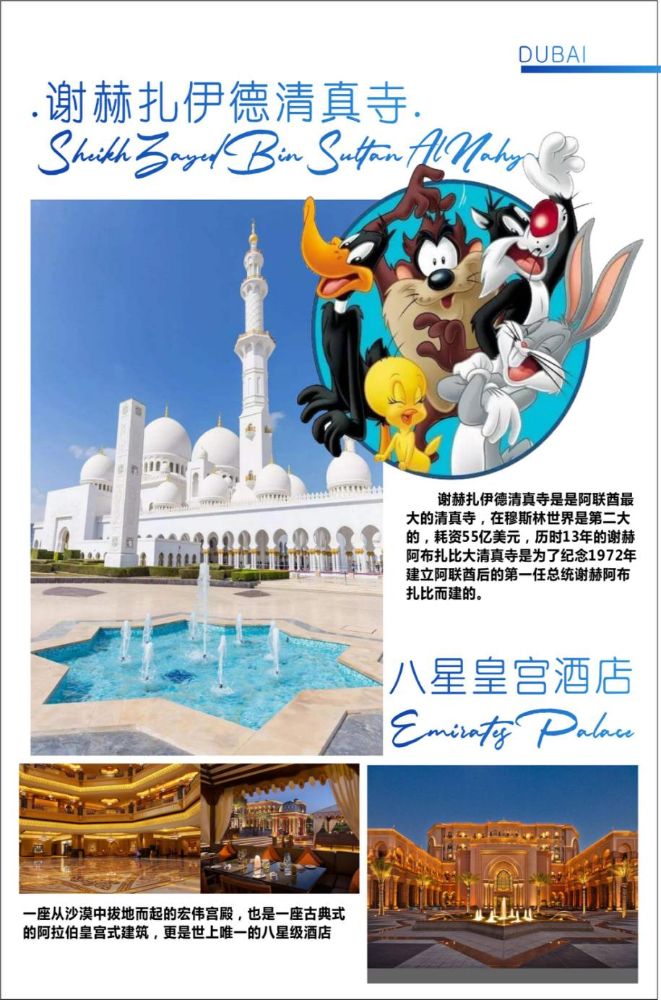 DUBAI
·谢赫扎伊德清真寺·
Sheikh Zayed Bin Sultan Al Nahy
谢赫扎伊德清真寺是是阿联酋最
大的清真寺，在穆斯林世界是第二大
的，耗资55亿美元，历时13年的谢赫
阿布扎比大清真寺是为了纪念1972年
建立阿联酋后的第一任总统谢赫阿布
扎比而建的。
八星皇宫酒店
Emirates Palace
一座从沙漠中拔地而起的宏伟宫殿，也是一座古典式
的阿拉伯皇宫式建筑，更是世上唯一的八星级酒店